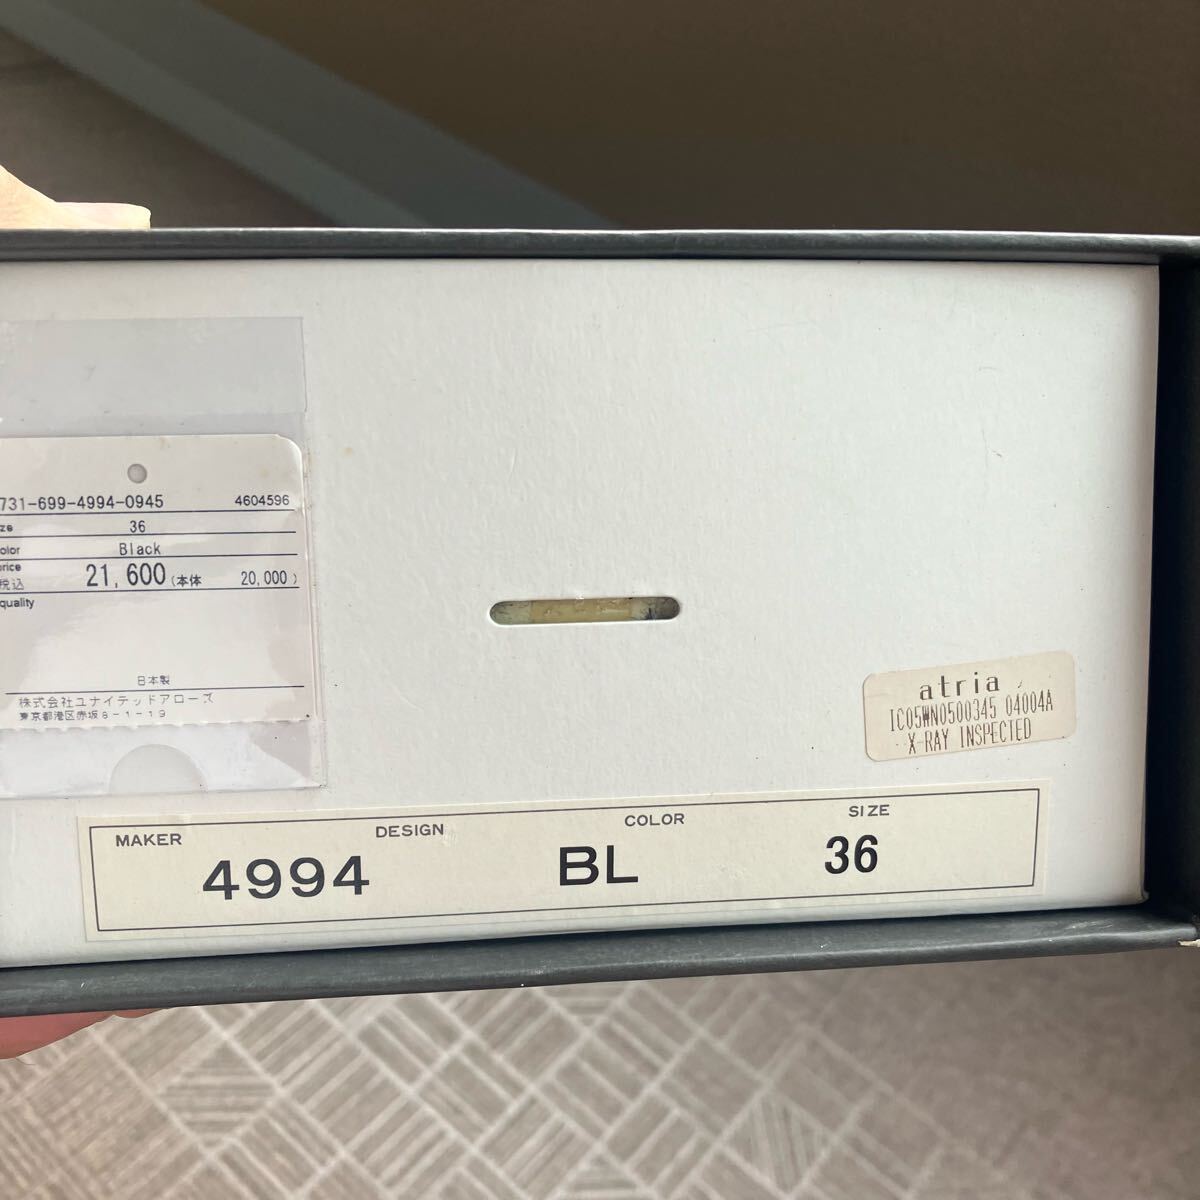 731-699-4994-0945 4604596
ze 36
olor Black
price
税込 21,600 (本体 20,000)
quality
日本製
株式会社ユナイテッドアローズ
東京都港区赤坂8-1-19
atria
IC05WN0500345 04004A
X-RAY INSPECTED
MAKER DESIGN COLOR SIZE
4994 BL 36